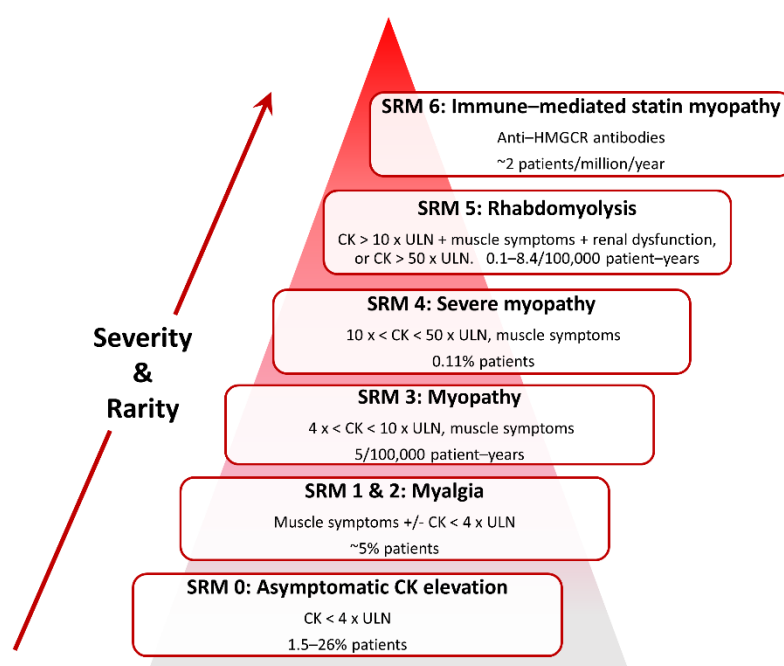 SRM 6: Immune–mediated statin myopathy
Anti–HMGCR antibodies
~2 patients/million/year
SRM 5: Rhabdomyolysis
CK > 10 x ULN + muscle symptoms + renal dysfunction,
or CK > 50 x ULN. 0.1–8.4/100,000 patient–years
SRM 4: Severe myopathy
10 x < CK < 50 x ULN, muscle symptoms
0.11% patients
Severity
&
Rarity
SRM 3: Myopathy
4 x < CK < 10 x ULN, muscle symptoms
5/100,000 patient–years
SRM 1 & 2: Myalgia
Muscle symptoms +/- CK < 4 x ULN
~5% patients
SRM 0: Asymptomatic CK elevation
CK < 4 x ULN
1.5–26% patients